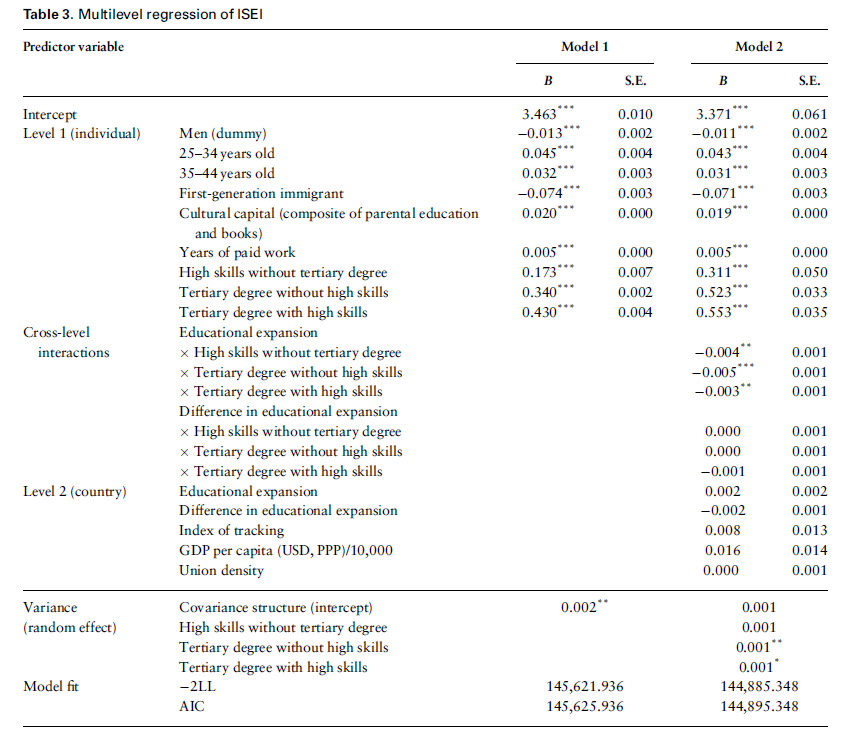 Table 3. Multilevel regression of ISEI
Predictor variable Model 1 Model 2
B S.E. B S.E.
Intercept 3.463*** 0.010 3.371*** 0.061
Level 1 (individual) Men (dummy) −0.013*** 0.002 −0.011*** 0.002
25–34 years old 0.045*** 0.004 0.043*** 0.004
35–44 years old 0.032*** 0.003 0.031*** 0.003
First-generation immigrant −0.074*** 0.003 −0.071*** 0.003
Cultural capital (composite of parental education 0.020*** 0.000 0.019*** 0.000
and books)
Years of paid work 0.005*** 0.000 0.005*** 0.000
High skills without tertiary degree 0.173*** 0.007 0.311*** 0.050
Tertiary degree without high skills 0.340*** 0.002 0.523*** 0.033
Tertiary degree with high skills 0.430*** 0.004 0.553*** 0.035
Cross-level Educational expansion
interactions × High skills without tertiary degree −0.004** 0.001
× Tertiary degree without high skills −0.005*** 0.001
× Tertiary degree with high skills −0.003** 0.001
Difference in educational expansion
× High skills without tertiary degree 0.000 0.001
× Tertiary degree without high skills 0.000 0.001
× Tertiary degree with high skills −0.001 0.001
Level 2 (country) Educational expansion 0.002 0.002
Difference in educational expansion −0.002 0.001
Index of tracking 0.008 0.013
GDP per capita (USD, PPP)/10,000 0.016 0.014
Union density 0.000 0.001
Variance Covariance structure (intercept) 0.002** 0.001
(random effect) High skills without tertiary degree 0.001
Tertiary degree without high skills 0.001**
Tertiary degree with high skills 0.001*
Model fit −2LL 145,621.936 144,885.348
AIC 145,625.936 144,895.348